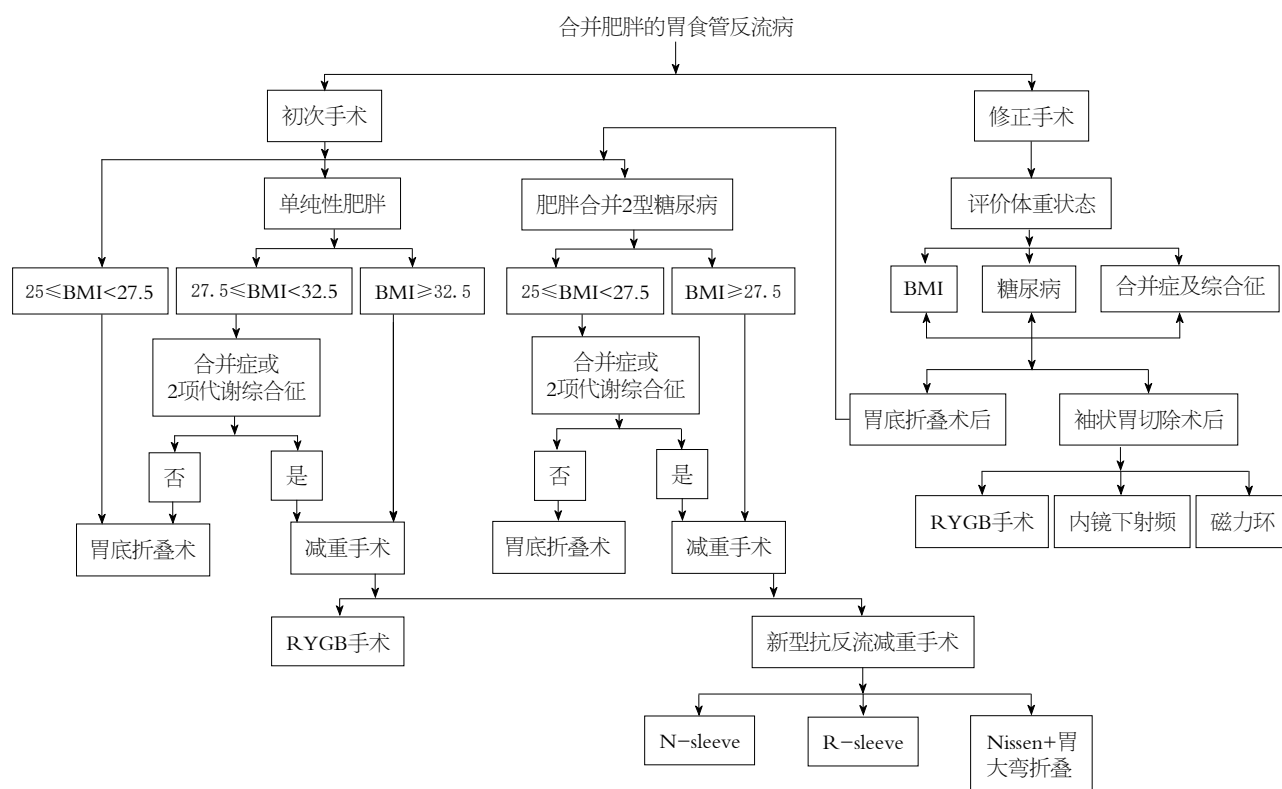 合并肥胖的胃食管反流病
初次手术
修正手术
单纯性肥胖
肥胖合并2型糖尿病
评价体重状态
25≤BMI<27.5
27.5≤BMI<32.5
BMI≥32.5
25≤BMI<27.5
BMI≥27.5
BMI
糖尿病
合并症及综合征
合并症或
2项代谢综合征
合并症或
2项代谢综合征
胃底折叠术后
袖状胃切除术后
否
是
否
是
RYGB手术
内镜下射频
磁力环
胃底折叠术
减重手术
胃底折叠术
减重手术
RYGB手术
新型抗反流减重手术
N-sleeve
R-sleeve
Nissen+胃
大弯折叠